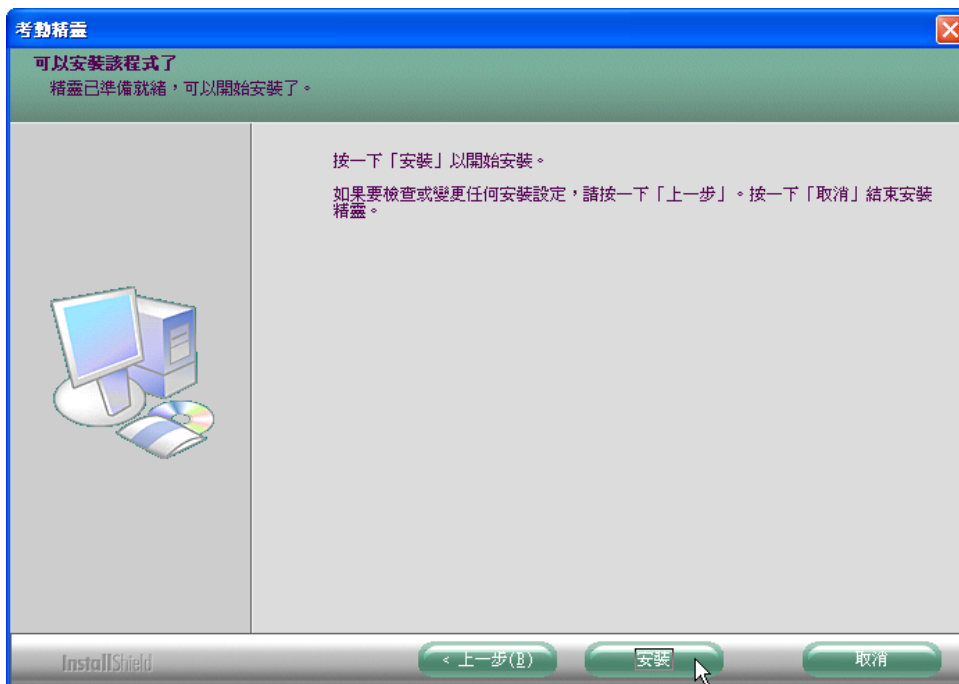 考勤精靈
可以安裝該程式了
精靈已準備就緒，可以開始安裝了。
按一下「安裝」以開始安裝。
如果要檢查或變更任何安裝設定，請按一下「上一步」。按一下「取消」結束安裝
精靈。
InstallShield
< 上一步(B)
安裝
取消